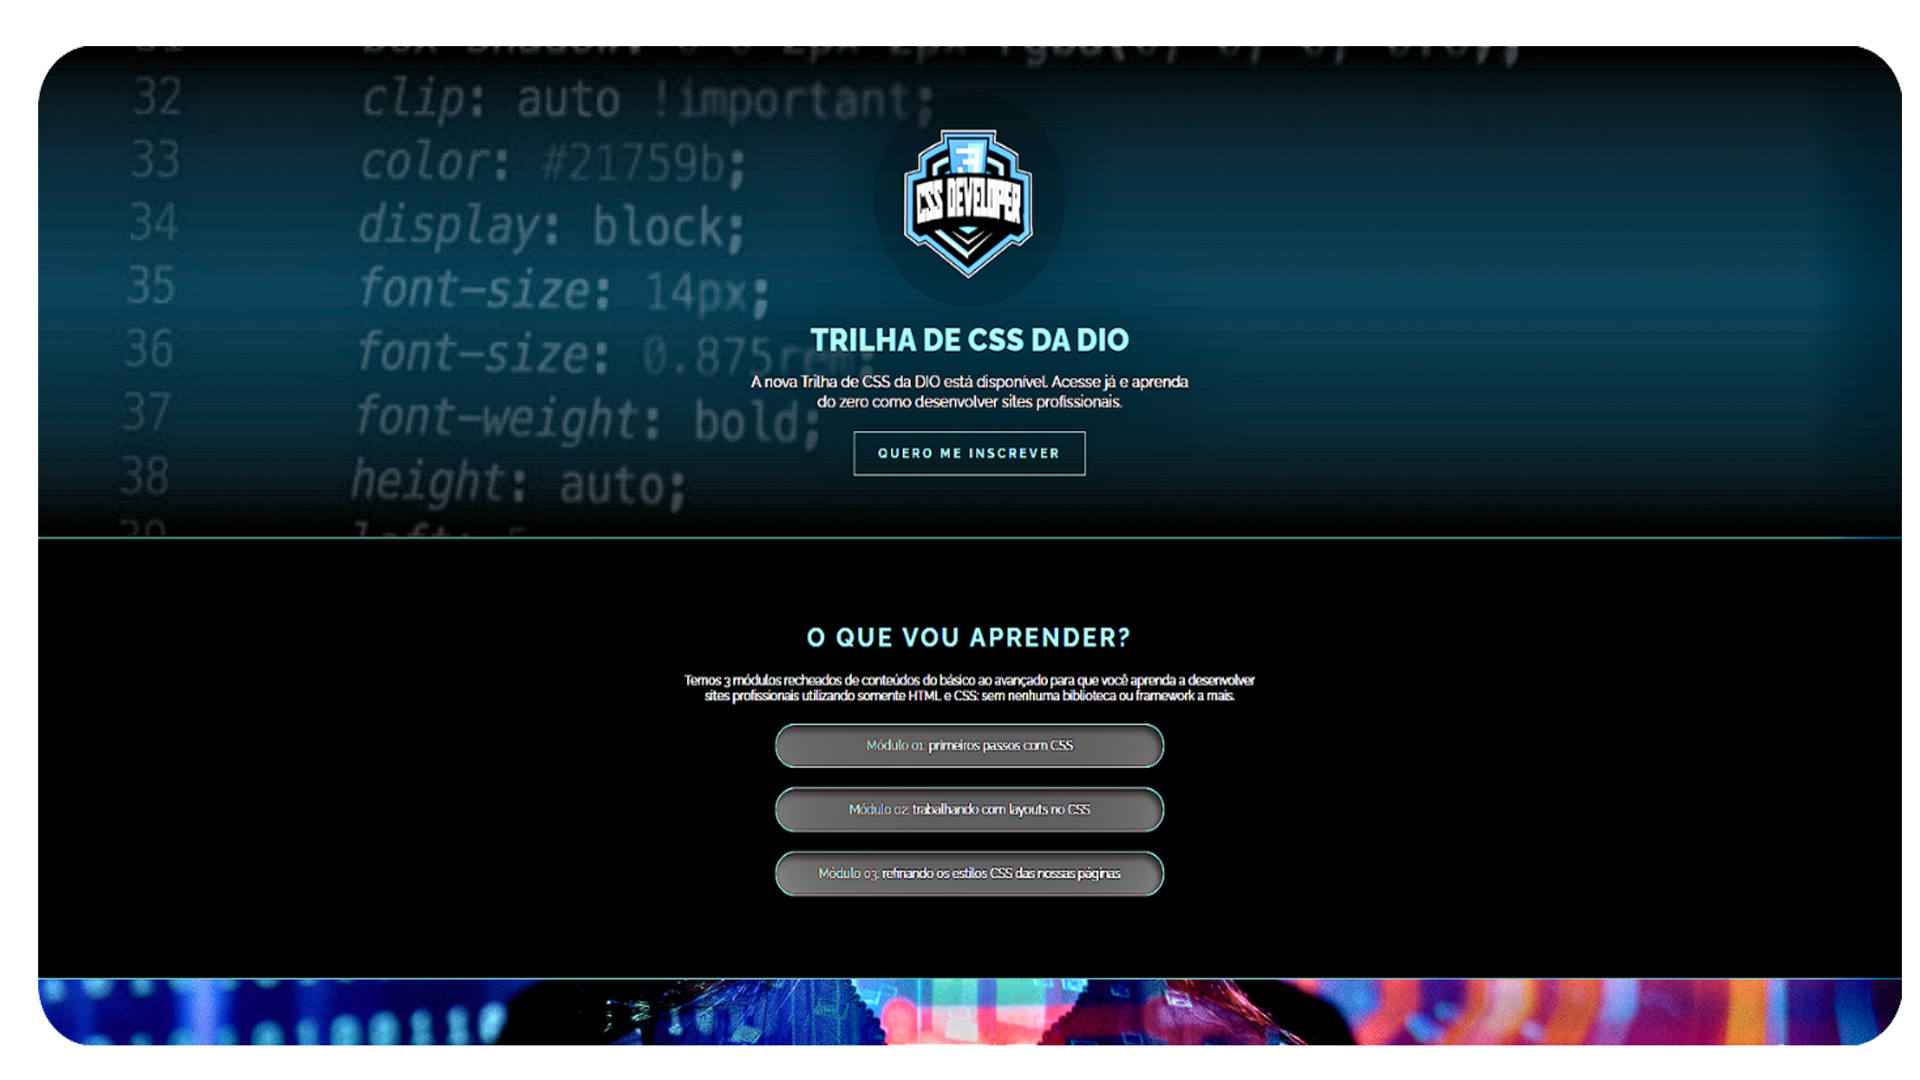 32 clip: auto !important;
33 color: #21759b;
34 display: block;
35 font-size: 14px;
36 font-size: 0.875rem;
37 font-weight: bold;
38 height: auto;
39
CSS DEVELOPER
TRILHA DE CSS DA DIO
A nova Trilha de CSS da DIO está disponível. Acesse já e aprenda
do zero como desenvolver sites profissionais.
QUERO ME INSCREVER
O QUE VOU APRENDER?
Temos 3 módulos recheados de conteúdos do básico ao avançado para que você aprenda a desenvolver
sites profissionais utilizando somente HTML e CSS: sem nenhuma biblioteca ou framework a mais.
Módulo 01: primeiros passos com CSS
Módulo 02: trabalhando com layouts no CSS
Módulo 03: refinando os estilos CSS das nossas páginas